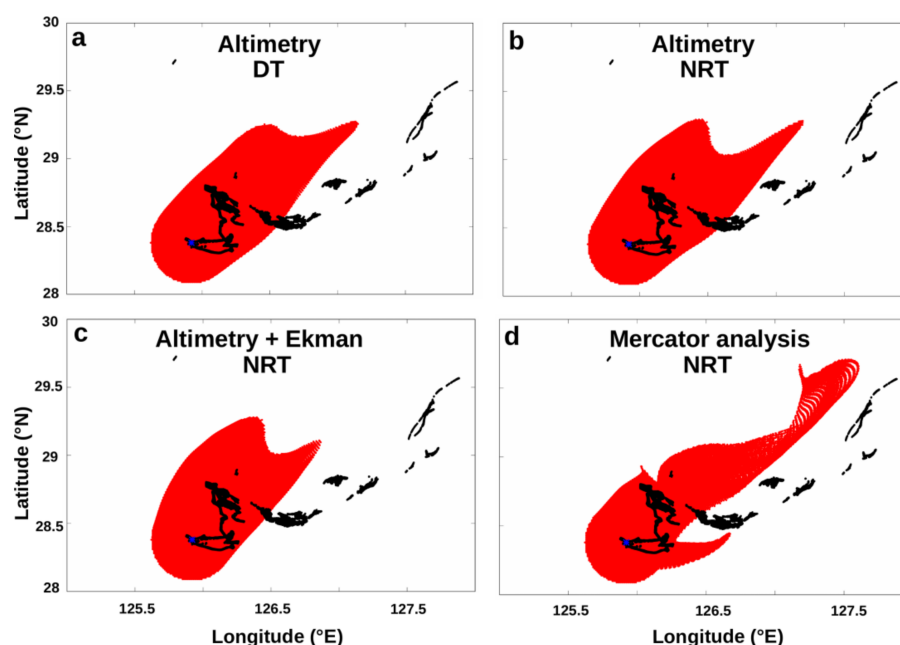 a
Altimetry
DT
b
Altimetry
NRT
30
29.5
29
28.5
28
Latitude (°N)
c
Altimetry + Ekman
NRT
d
Mercator analysis
NRT
30
29.5
29
28.5
28
Latitude (°N)
125.5
126.5
127.5
125.5
126.5
127.5
Longitude (°E)
Longitude (°E)